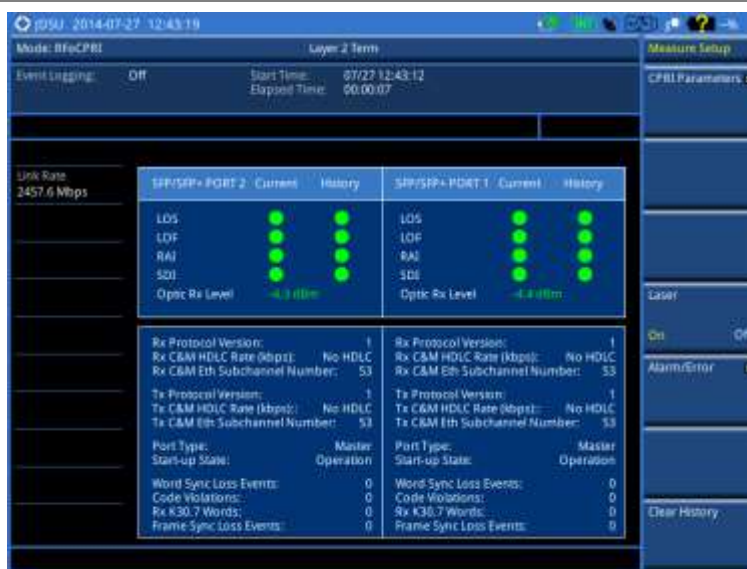 JDSU 2014-07-27 12:43:19
Mode: RFoCPRI Layer 2 Term Measure Setup
Event Logging: Off Start Time: 07/27 12:43:12
Elapsed Time: 00:00:07
CPRI Parameters
Link Rate
2457.6 Mbps
SFP/SFP+ PORT 2 Current History
LOS
LOF
RAI
SDI
Optic Rx Level -4.3 dBm
SFP/SFP+ PORT 1 Current History
LOS
LOF
RAI
SDI
Optic Rx Level -4.4 dBm
Rx Protocol Version: 1
Rx C&M HDLC Rate (kbps): No HDLC
Rx C&M Eth Subchannel Number: 53
Tx Protocol Version: 1
Tx C&M HDLC Rate (kbps):: No HDLC
Tx C&M Eth Subchannel Number: 53
Port Type: Master
Start-up State: Operation
Word Sync Loss Events: 0
Code Violations: 0
Rx K30.7 Words: 0
Frame Sync Loss Events: 0
Rx Protocol Version: 1
Rx C&M HDLC Rate (kbps): No HDLC
Rx C&M Eth Subchannel Number: 53
Tx Protocol Version: 1
Tx C&M HDLC Rate (kbps):: No HDLC
Tx C&M Eth Subchannel Number: 53
Port Type: Master
Start-up State: Operation
Word Sync Loss Events: 0
Code Violations: 0
Rx K30.7 Words: 0
Frame Sync Loss Events: 0
Laser
On Of
Alarm/Error
Clear History